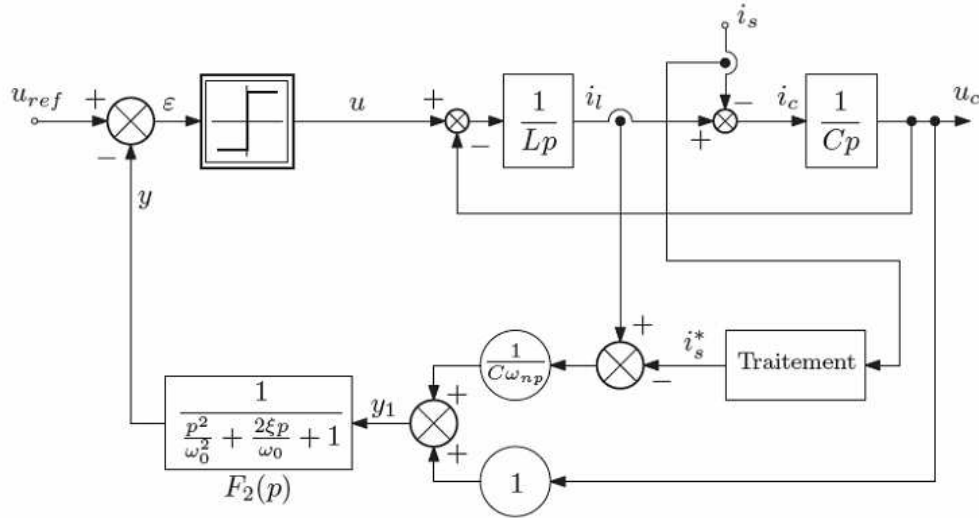 i_s
u_ref + ε u + 1/(Lp) i_l + − i_c 1/(Cp) u_c
− −
y
+
1/(Cω_np) i_s^* Traitement
+ −
1/(p²/ω_0² + 2ξp/ω_0 + 1) y_1
+ 1
F_2(p)